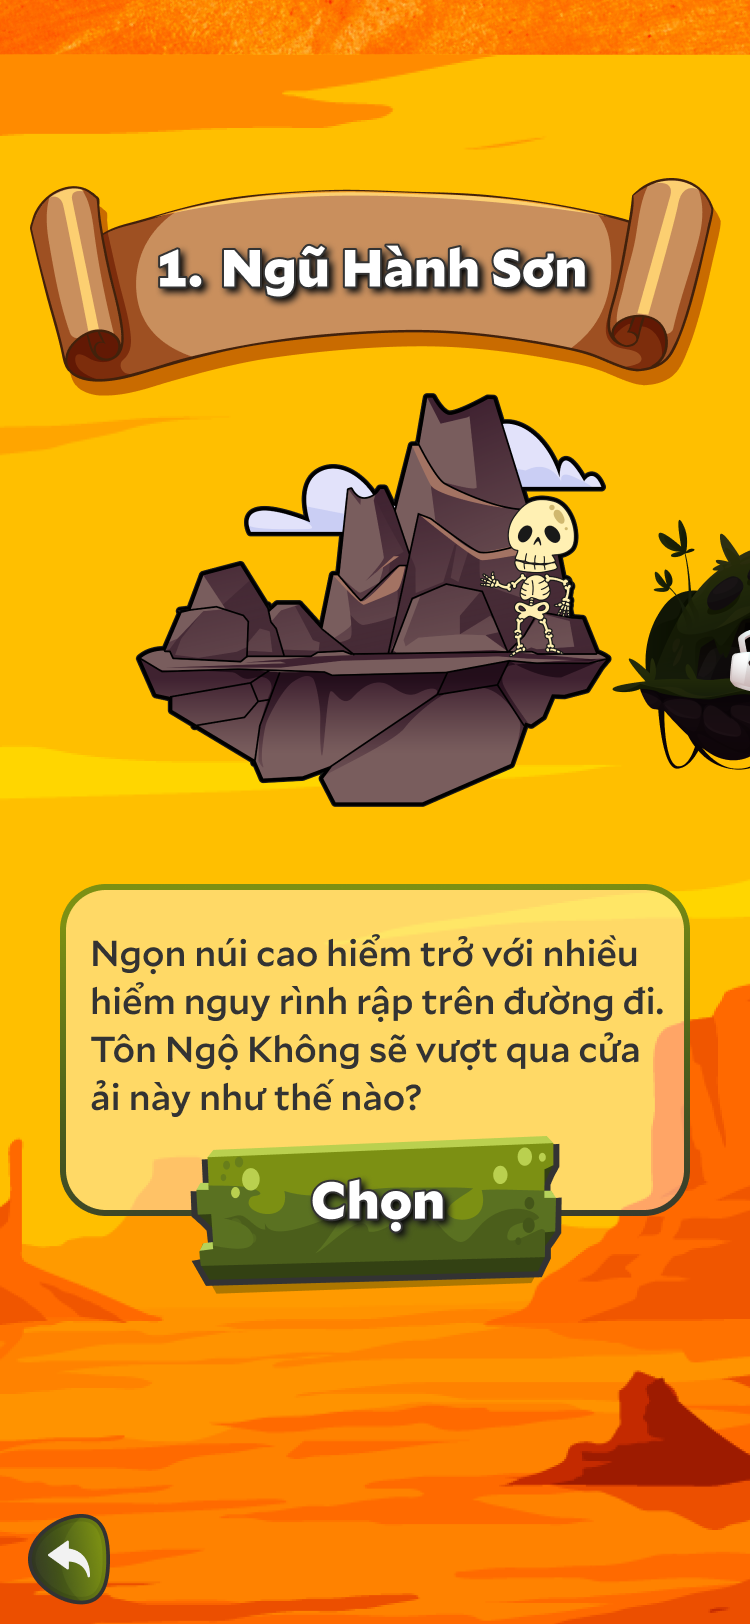 1. Ngũ Hành Sơn
Ngọn núi cao hiểm trở với nhiều
hiểm nguy rình rập trên đường đi.
Tôn Ngộ Không sẽ vượt qua cửa
ải này như thế nào?
Chọn